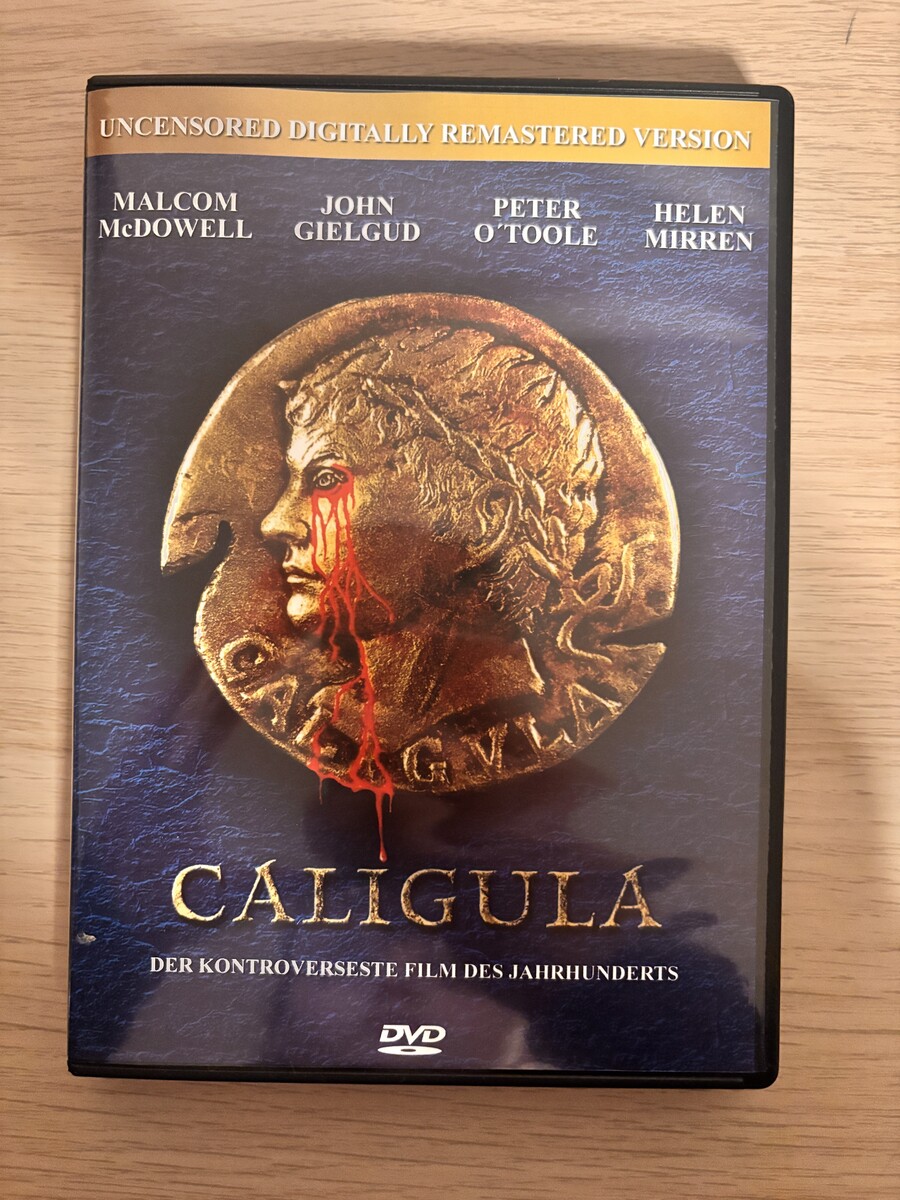 UNCENSORED DIGITALLY REMASTERED VERSION
MALCOM
McDOWELL
JOHN
GIELGUD
PETER
O´TOOLE
HELEN
MIRREN
CALIGVLA
CALIGULA
DER KONTROVERSESTE FILM DES JAHRHUNDERTS
DVD